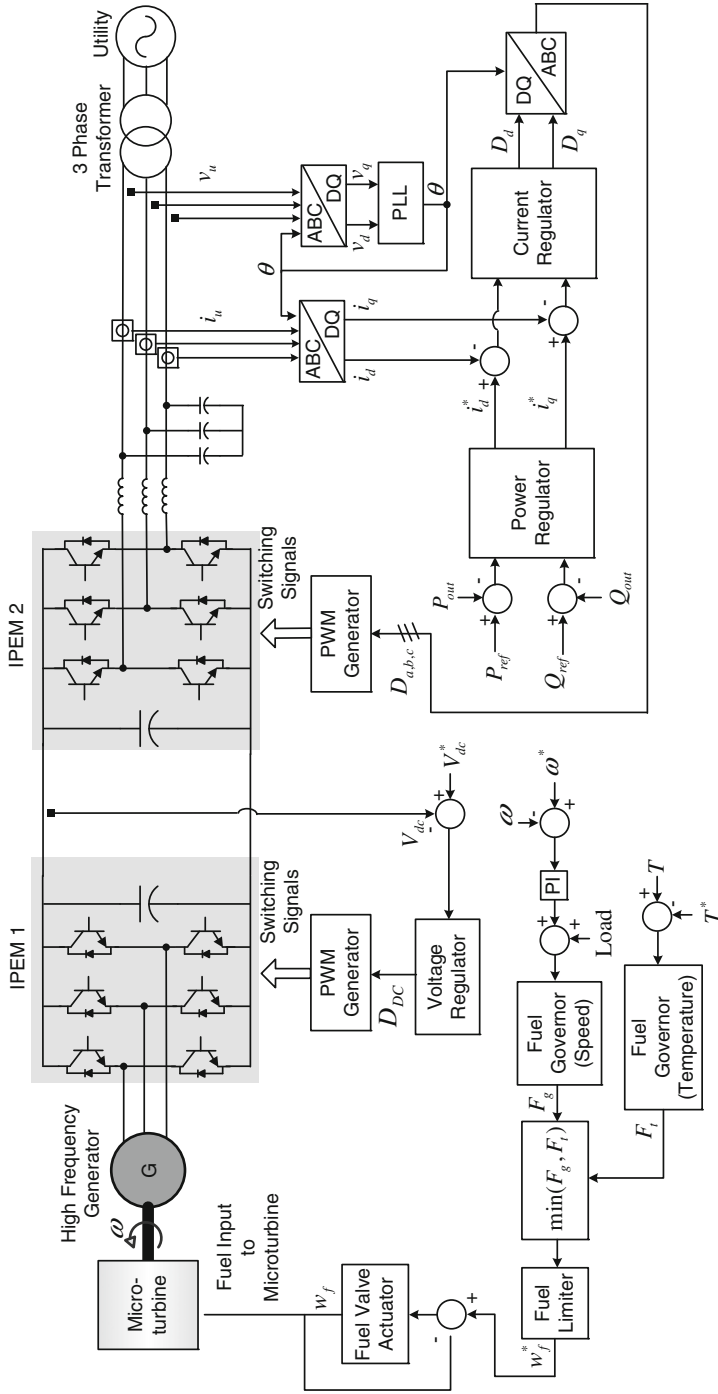 IPEM 1
IPEM 2
3 Phase
Transformer
Utility
High Frequency
Generator
G
ω
Micro-
turbine
Fuel Input
to
Microturbine
w_f
Fuel Valve
Actuator
-
+
w_f^*
Fuel
Limiter
min(F_g, F_t)
F_g
F_t
Fuel
Governor
(Speed)
Fuel
Governor
(Temperature)
+
+
Load
PI
ω
-
+
ω^*
+
T
-
T^*
Switching
Signals
PWM
Generator
D_DC
Voltage
Regulator
V_dc
-
+
V_dc^*
Switching
Signals
PWM
Generator
D_a,b,c
P_out
-
+
P_ref
Q_ref
+
-
Q_out
Power
Regulator
i_d^*
i_q^*
+
-
+
-
i_u
θ
ABC
DQ
i_d
i_q
v_u
ABC
DQ
v_d
v_q
PLL
θ
Current
Regulator
D_d
D_q
DQ
ABC